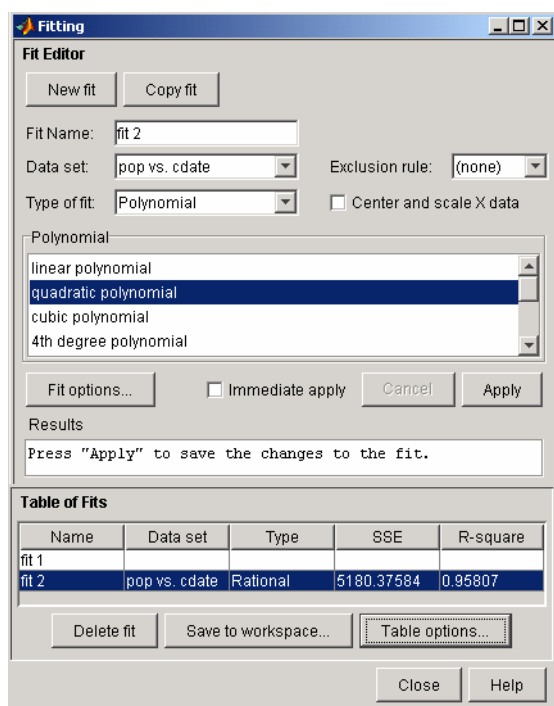 Fitting
Fit Editor
New fit Copy fit
Fit Name: fit 2
Data set: pop vs. cdate Exclusion rule: (none)
Type of fit: Polynomial Center and scale X data
Polynomial
linear polynomial
quadratic polynomial
cubic polynomial
4th degree polynomial
Fit options... Immediate apply Cancel Apply
Results
Press "Apply" to save the changes to the fit.
Table of Fits
Name Data set Type SSE R-square
fit 1
fit 2 pop vs. cdate Rational 5180.37584 0.95807
Delete fit Save to workspace... Table options...
Close Help